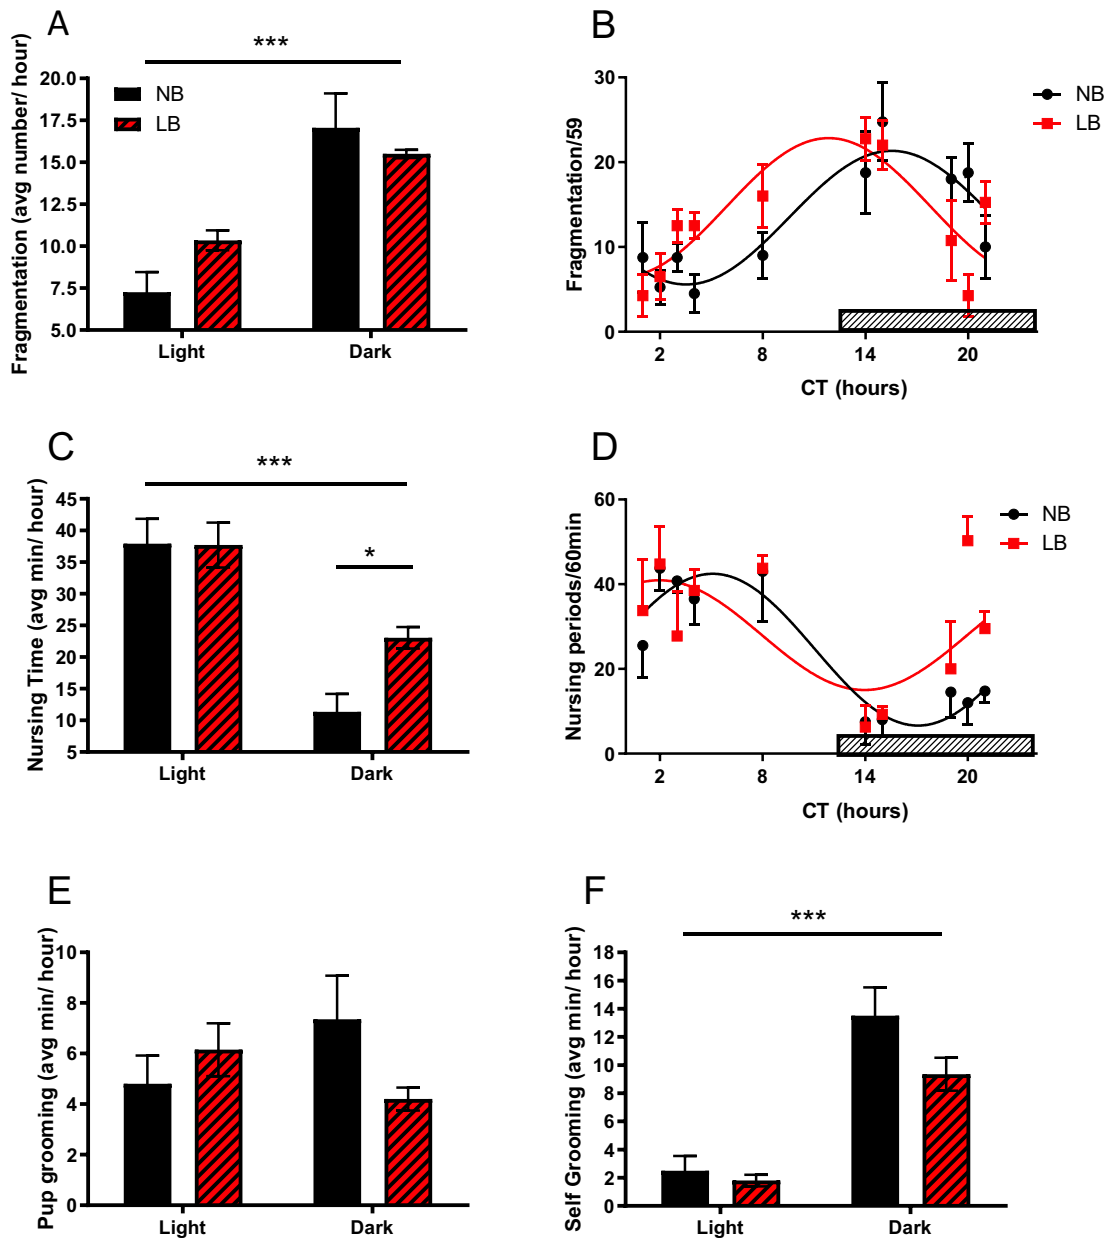 A
***
Fragmentation (avg number/ hour)
20.0
17.5
15.0
12.5
10.0
7.5
5.0
NB
LB
Light
Dark
B
Fragmentation/59
30
20
10
0
NB
LB
2
8
14
20
CT (hours)
C
***
*
Nursing Time (avg min/ hour)
45
40
35
30
25
20
15
10
5
Light
Dark
D
Nursing periods/60min
60
40
20
0
NB
LB
2
8
14
20
CT (hours)
E
Pup grooming (avg min/ hour)
10
8
6
4
2
0
Light
Dark
F
***
Self Grooming (avg min/ hour)
18
16
14
12
10
8
6
4
2
0
Light
Dark